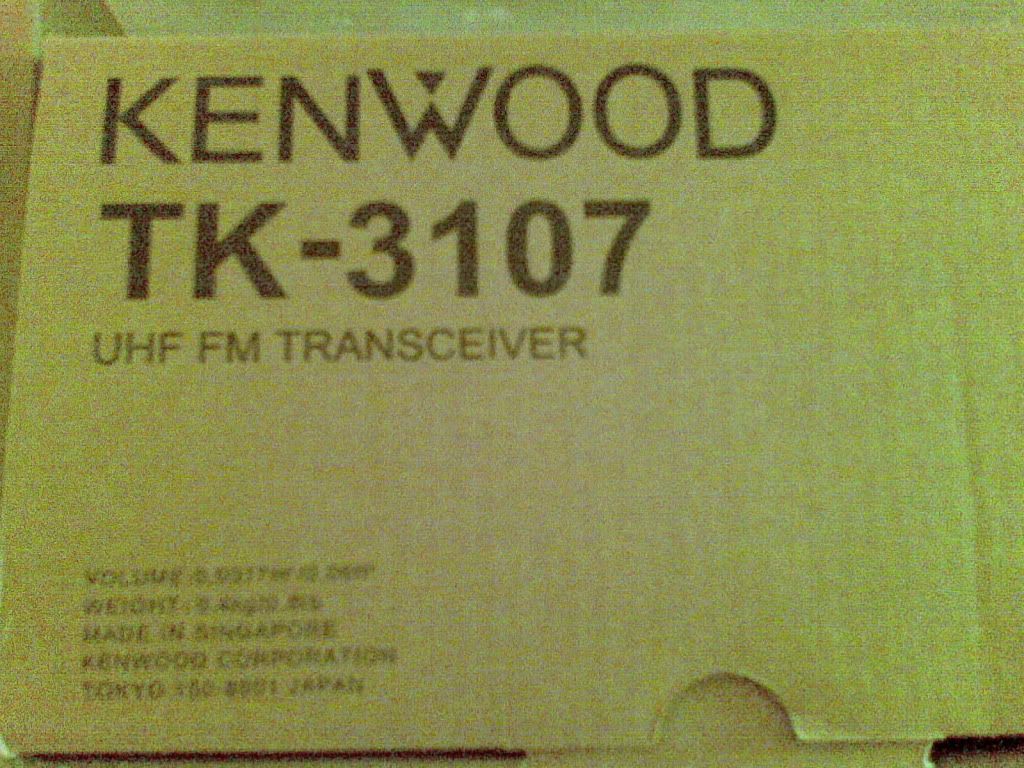 KENWOOD
TK-3107
UHF FM TRANSCEIVER
VOLUME
WEIGHT
MADE IN SINGAPORE
KENWOOD CORPORATION
TOKYO JAPAN